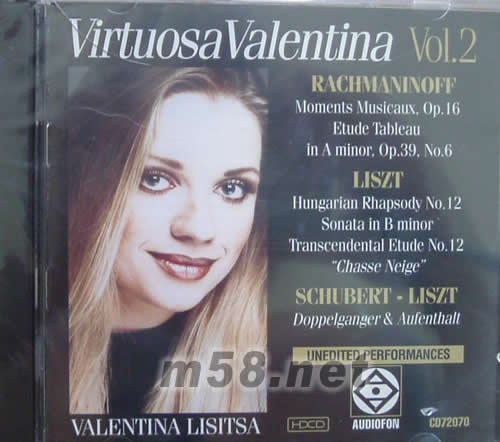 Virtuosa Valentina Vol.2
RACHMANINOFF
Moments Musicaux, Op.16
Etude Tableau
in A minor, Op.39, No.6
LISZT
Hungarian Rhapsody No.12
Sonata in B minor
Transcendental Etude No.12
"Chasse Neige"
SCHUBERT - LISZT
Doppelganger & Aufenthalt
UNEDITED PERFORMANCES
m58.net
VALENTINA LISITSA
HDCD
AUDIOFON
CD72070